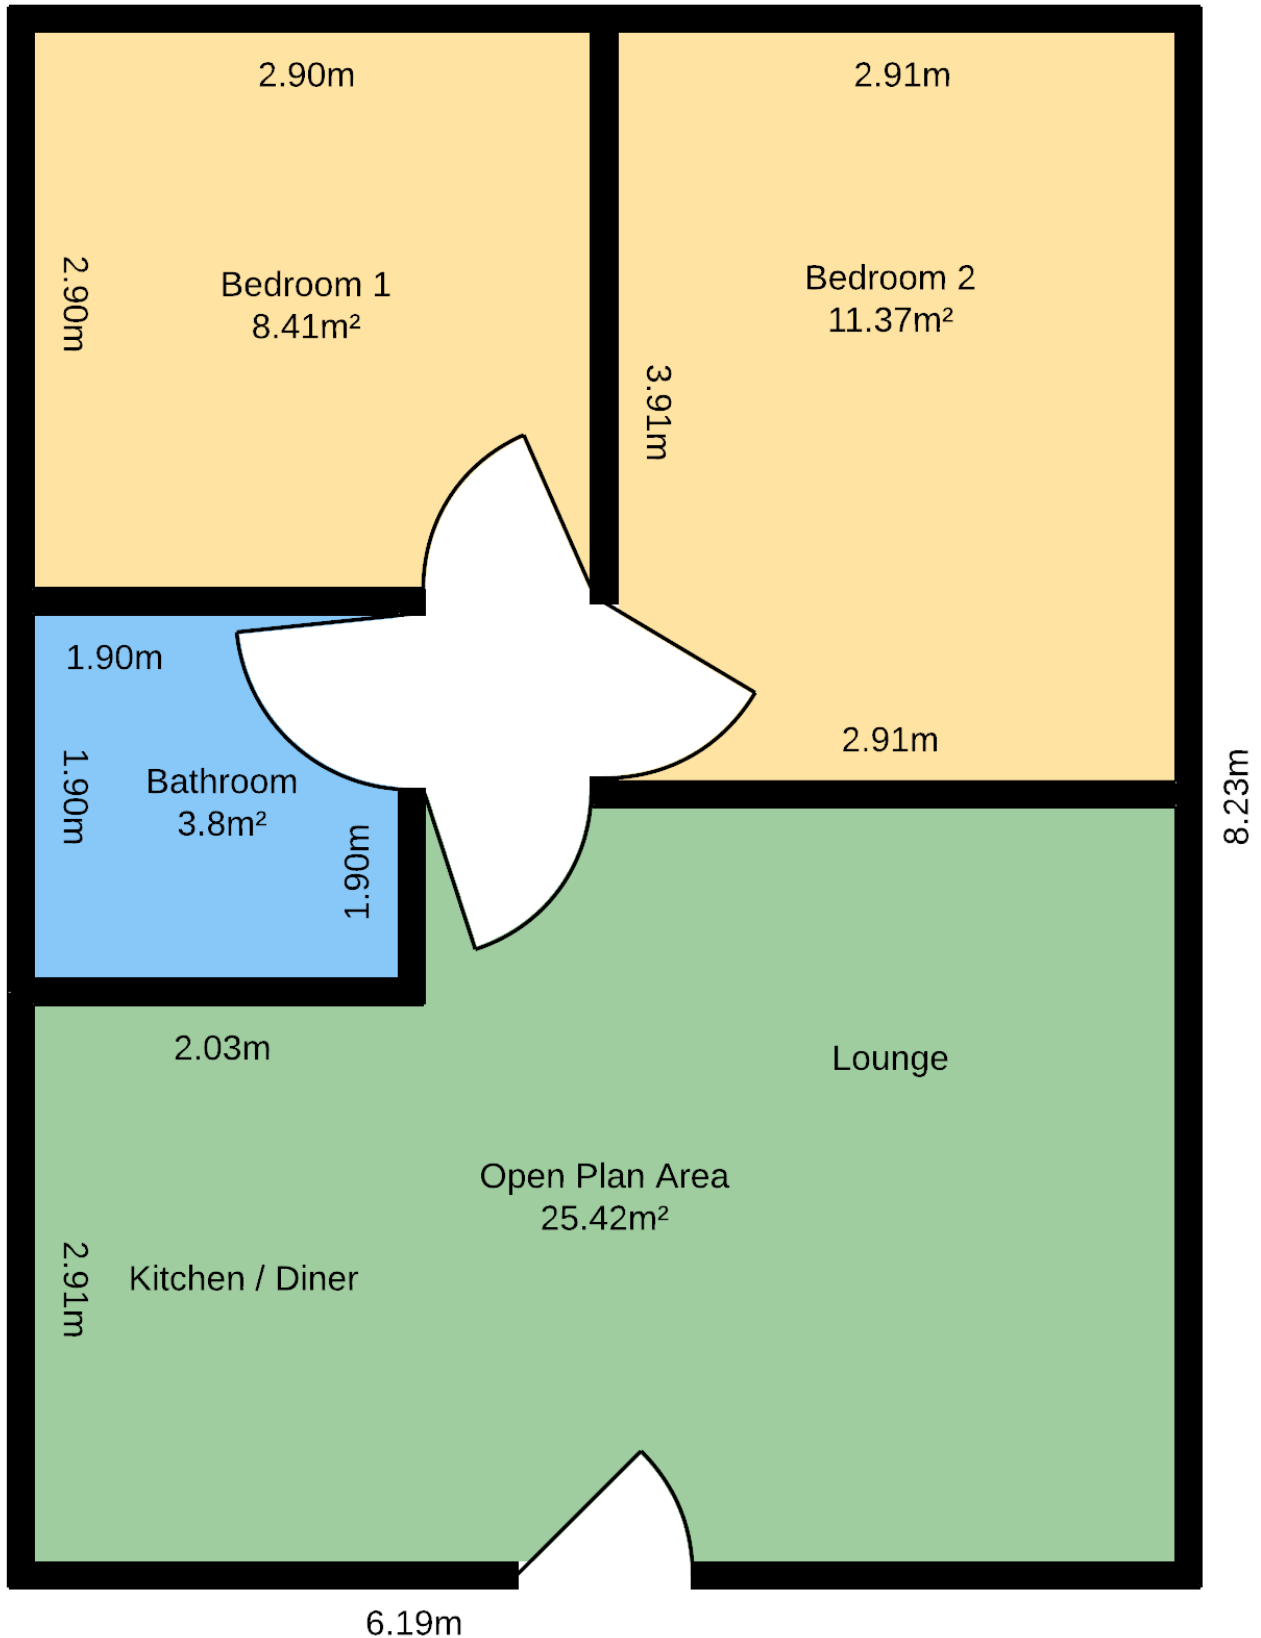 2.90m
2.91m
2.90m
Bedroom 1
8.41m²
Bedroom 2
11.37m²
3.91m
1.90m
2.91m
1.90m
Bathroom
3.8m²
1.90m
8.23m
2.03m
Lounge
Open Plan Area
25.42m²
2.91m
Kitchen / Diner
6.19m